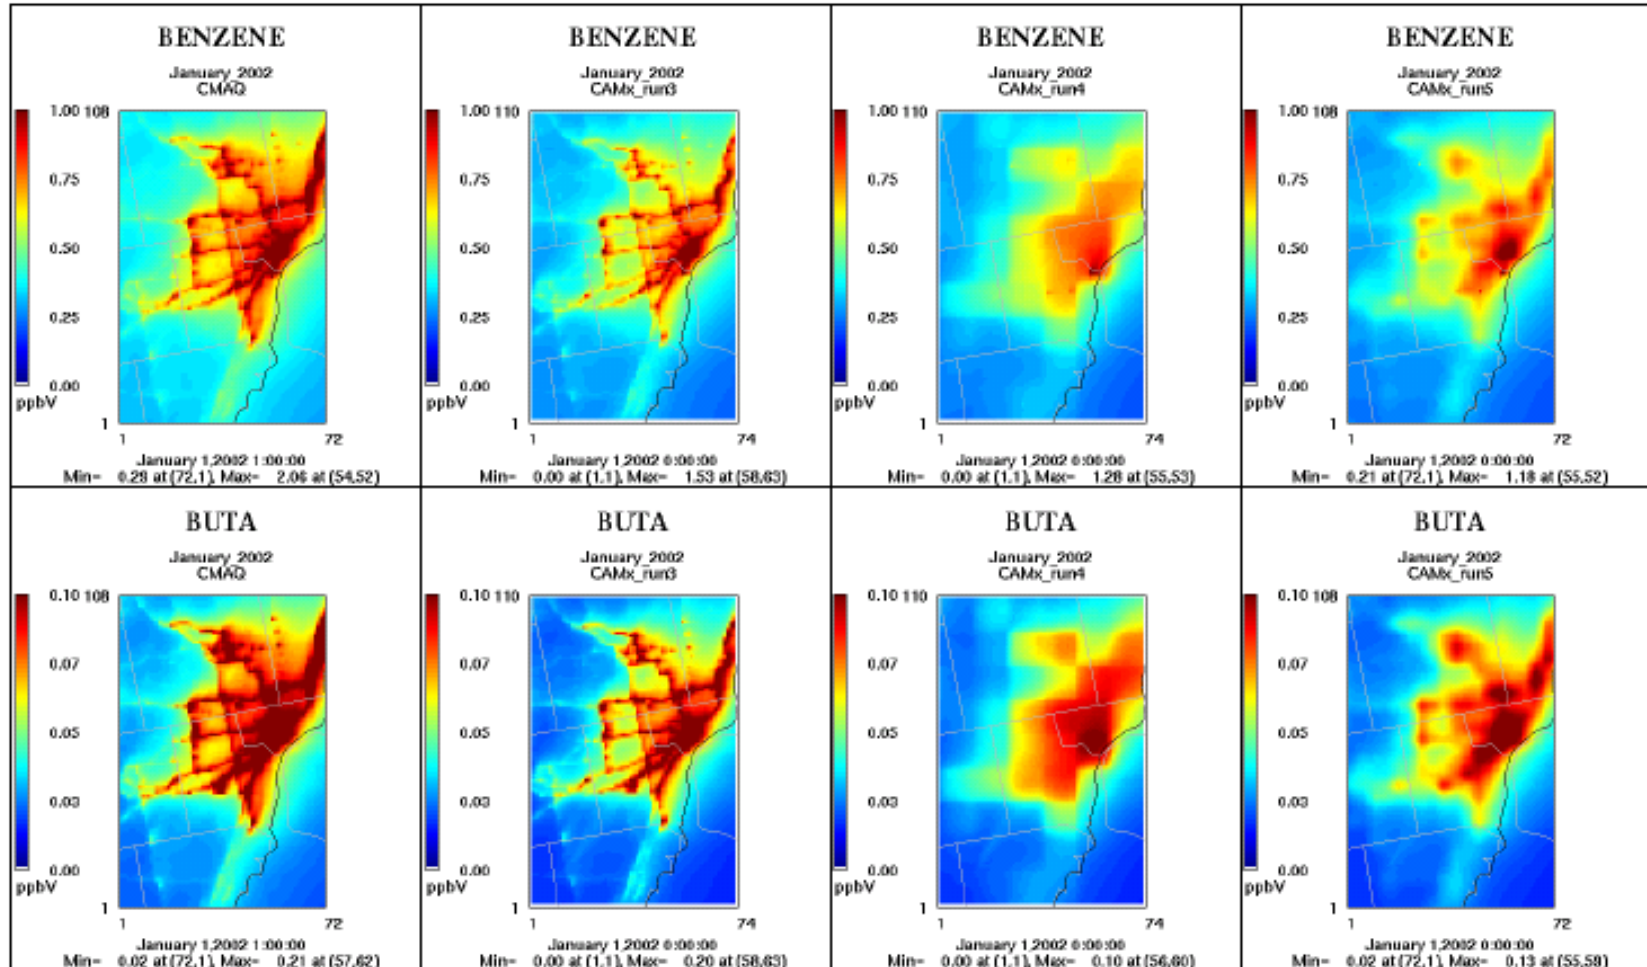 BENZENE BENZENE BENZENE BENZENE
January_2002 January_2002 January_2002 January_2002
CMAQ CAMx_run3 CAMx_run4 CAMx_run5
1.00 108 1.00 110 1.00 110 1.00 108
0.75 0.75 0.75 0.75
0.50 0.50 0.50 0.50
0.25 0.25 0.25 0.25
0.00 0.00 0.00 0.00
ppbV ppbV ppbV ppbV
1 1 1 1
1 72 1 74 1 74 1 72
January 1,2002 1:00:00 January 1,2002 0:00:00 January 1,2002 0:00:00 January 1,2002 0:00:00
Min= 0.29 at (72,1), Max= 2.06 at (54,52) Min= 0.00 at (1,1), Max= 1.53 at (58,63) Min= 0.00 at (1,1), Max= 1.28 at (55,53) Min= 0.21 at (72,1), Max= 1.18 at (55,52)
BUTA BUTA BUTA BUTA
January_2002 January_2002 January_2002 January_2002
CMAQ CAMx_run3 CAMx_run4 CAMx_run5
0.10 108 0.10 110 0.10 110 0.10 108
0.07 0.07 0.07 0.07
0.05 0.05 0.05 0.05
0.03 0.03 0.03 0.03
0.00 0.00 0.00 0.00
ppbV ppbV ppbV ppbV
1 1 1 1
1 72 1 74 1 74 1 72
January 1,2002 1:00:00 January 1,2002 0:00:00 January 1,2002 0:00:00 January 1,2002 0:00:00
Min= 0.02 at (72,1), Max= 0.21 at (57,62) Min= 0.00 at (1,1), Max= 0.20 at (58,63) Min= 0.00 at (1,1), Max= 0.10 at (56,60) Min= 0.02 at (72,1), Max= 0.13 at (55,58)